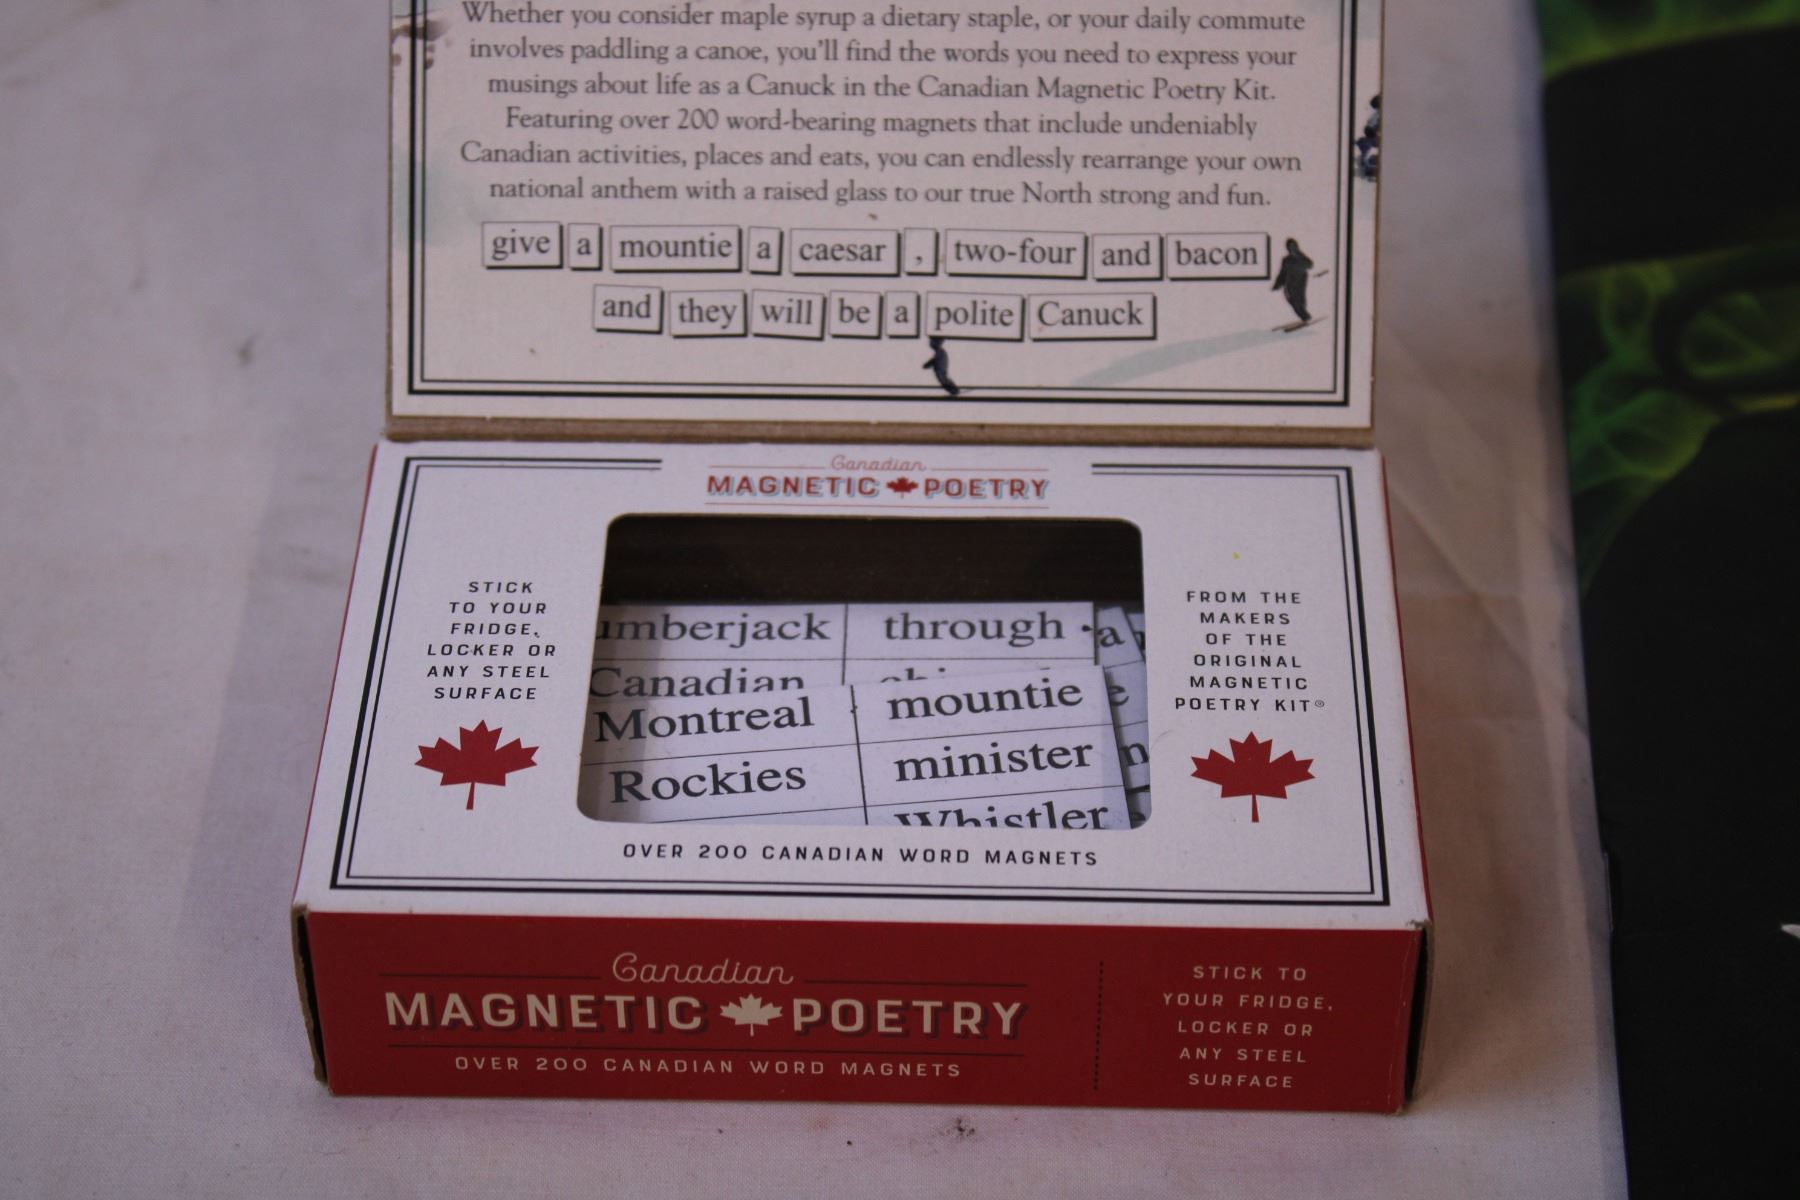 Whether you consider maple syrup a dietary staple, or your daily commute
involves paddling a canoe, you'll find the words you need to express your
musings about life as a Canuck in the Canadian Magnetic Poetry Kit.
Featuring over 200 word-bearing magnets that include undeniably
Canadian activities, places and eats, you can endlessly rearrange your own
national anthem with a raised glass to our true North strong and fun.
give a mountie a caesar , two-four and bacon
and they will be a polite Canuck
Canadian
MAGNETIC POETRY
STICK
TO YOUR
FRIDGE,
LOCKER OR
ANY STEEL
SURFACE
umberjack through a
Canadian
Montreal mountie e
Rockies minister n
Whistler
FROM THE
MAKERS
OF THE
ORIGINAL
MAGNETIC
POETRY KIT®
OVER 200 CANADIAN WORD MAGNETS
Canadian
MAGNETIC POETRY
OVER 200 CANADIAN WORD MAGNETS
STICK TO
YOUR FRIDGE,
LOCKER OR
ANY STEEL
SURFACE